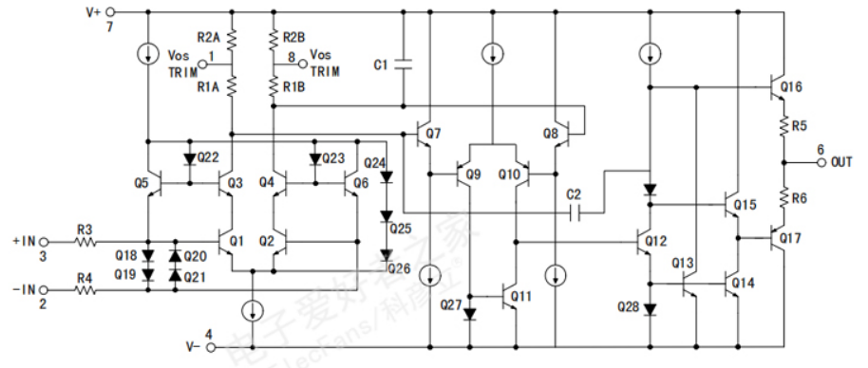 V+
7
R2A
R2B
Vos
TRIM
1
8
Vos
TRIM
R1A
R1B
C1
Q16
Q7
Q8
R5
6
OUT
Q22
Q23
Q24
Q5
Q3
Q4
Q6
Q9
Q10
C2
R6
Q15
Q25
+IN
3
R3
Q18
Q20
Q1
Q2
Q12
Q17
Q19
Q21
Q26
Q13
-IN
2
R4
Q27
Q11
Q28
Q14
V-
4
电子爱好者之家
ElecFans/科彦立®